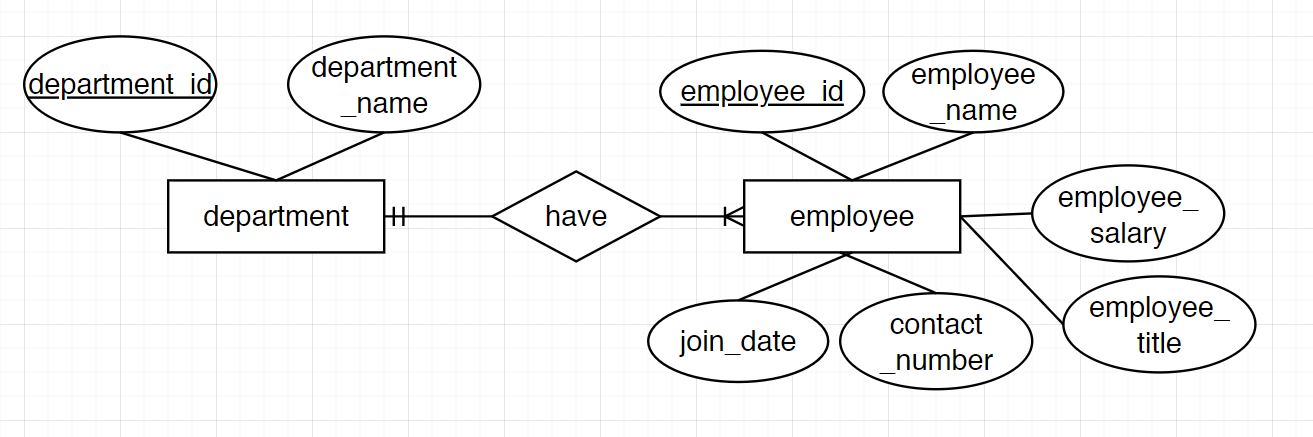 department_id
department
_name
employee_id
employee
_name
department
have
employee
employee_
salary
join_date
contact
_number
employee_
title